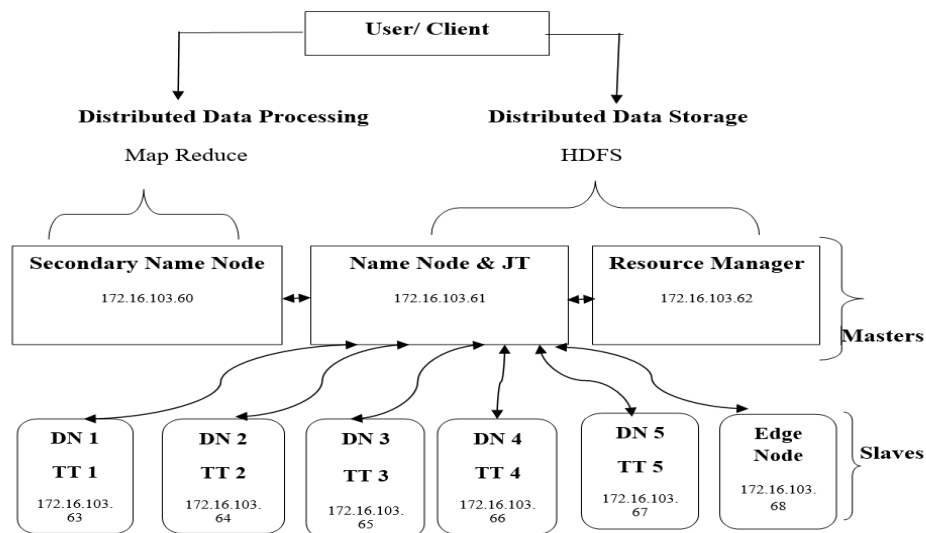 User/ Client
Distributed Data Processing
Distributed Data Storage
Map Reduce
HDFS
Secondary Name Node
172.16.103.60
Name Node & JT
172.16.103.61
Resource Manager
172.16.103.62
Masters
DN 1
TT 1
172.16.103.
63
DN 2
TT 2
172.16.103.
64
DN 3
TT 3
172.16.103.
65
DN 4
TT 4
172.16.103.
66
DN 5
TT 5
172.16.103.
67
Edge
Node
172.16.103.
68
Slaves